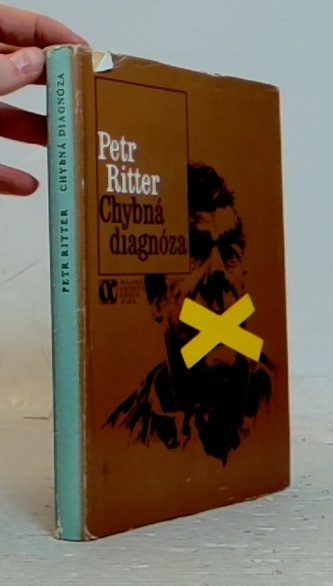 PETR RITTER CHYBNÁ DIAGNÓZA
Petr
Ritter
Chybná
diagnóza